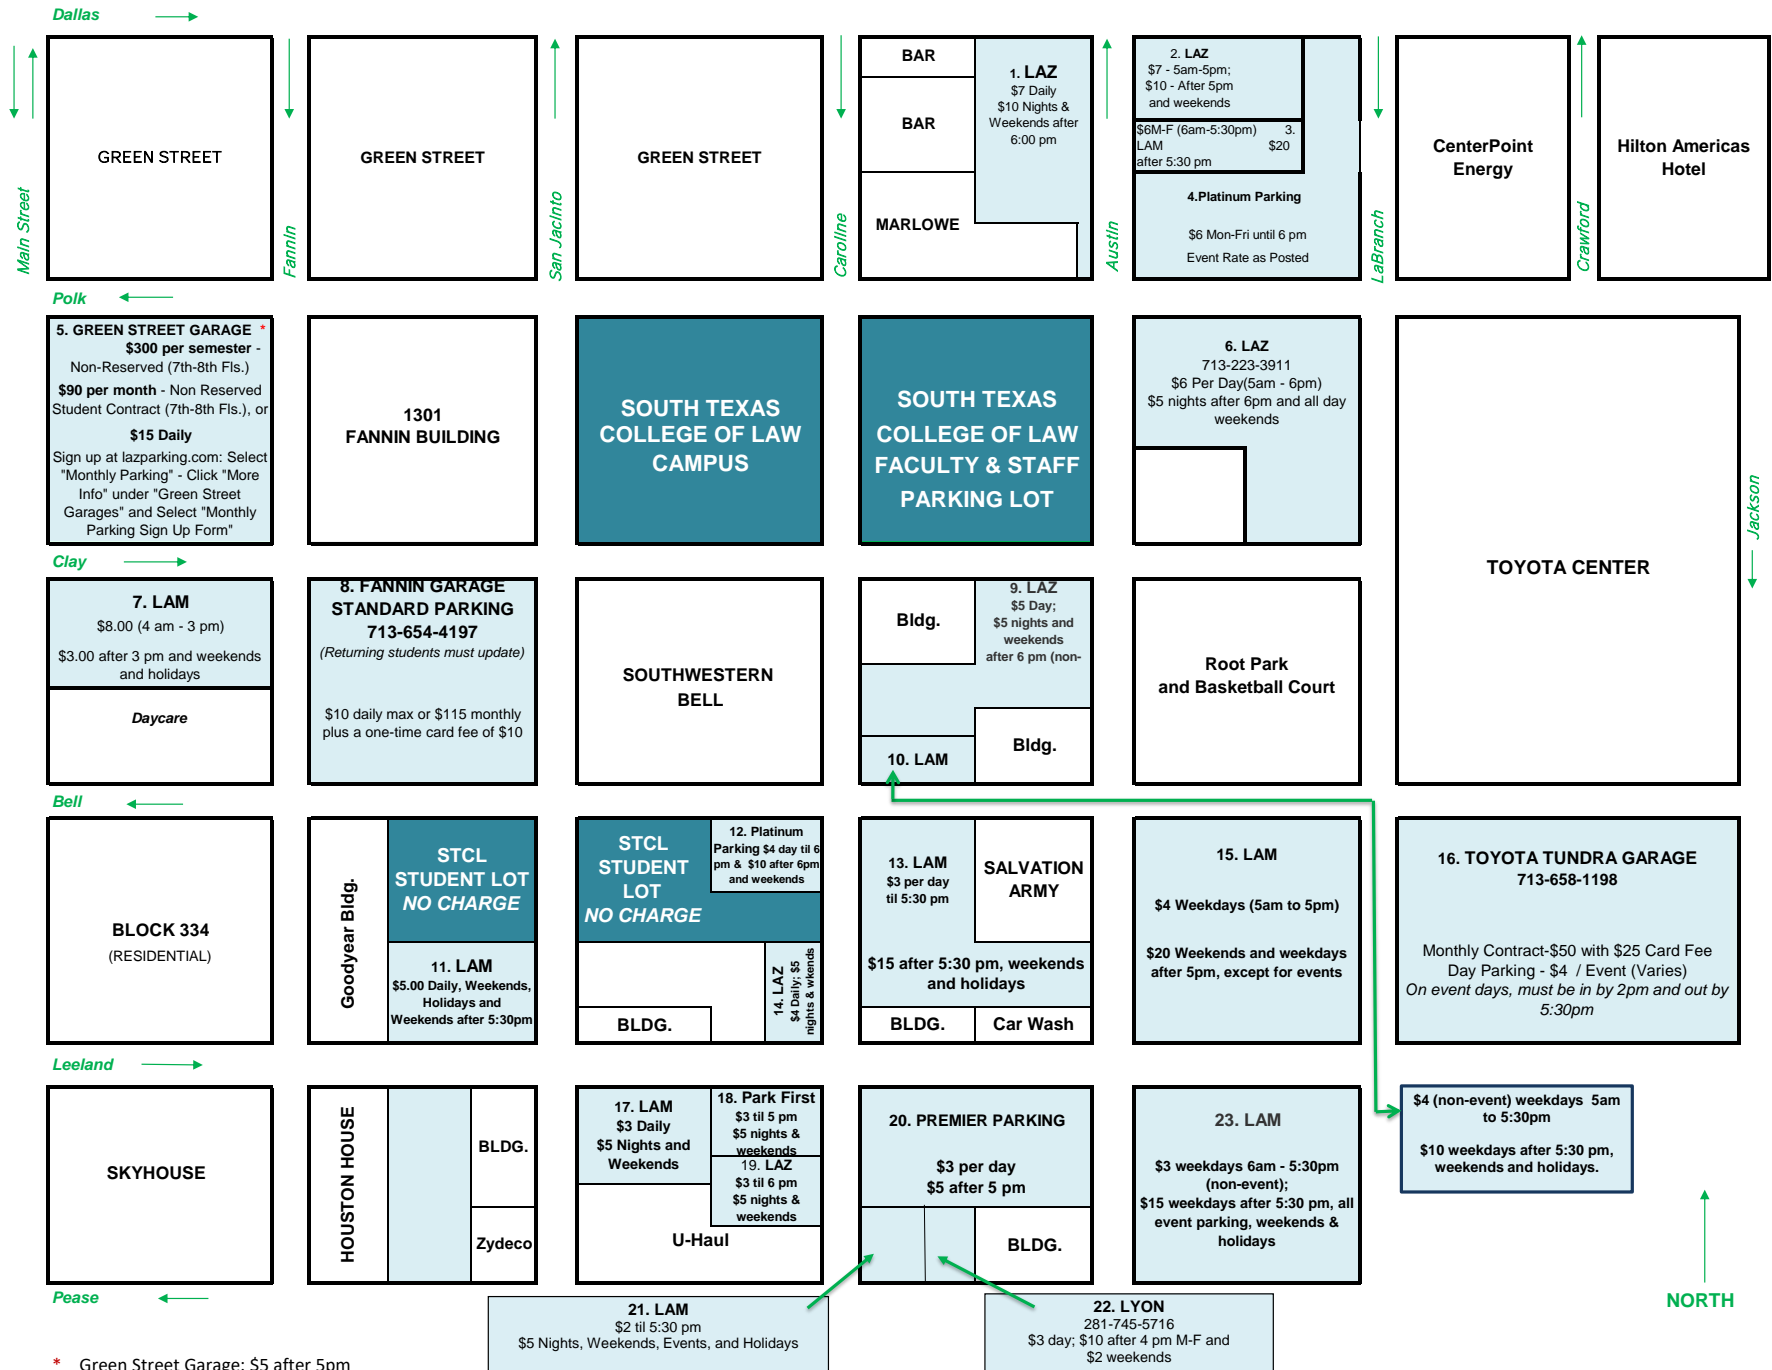 Dallas
Main Street
Fannin
San Jacinto
Caroline
Austin
LaBranch
Crawford
GREEN STREET
GREEN STREET
GREEN STREET
BAR
BAR
MARLOWE
1. LAZ
$7 Daily
$10 Nights &
Weekends after
6:00 pm
2. LAZ
$7 - 5am-5pm;
$10 - After 5pm
and weekends
$6M-F (6am-5:30pm) 3.
LAM $20
after 5:30 pm
4.Platinum Parking
$6 Mon-Fri until 6 pm
Event Rate as Posted
CenterPoint
Energy
Hilton Americas
Hotel
Polk
5. GREEN STREET GARAGE *
$300 per semester -
Non-Reserved (7th-8th Fls.)
$90 per month - Non Reserved
Student Contract (7th-8th Fls.), or
$15 Daily
Sign up at lazparking.com: Select
"Monthly Parking" - Click "More
Info" under "Green Street
Garages" and Select "Monthly
Parking Sign Up Form"
1301
FANNIN BUILDING
SOUTH TEXAS
COLLEGE OF LAW
CAMPUS
SOUTH TEXAS
COLLEGE OF LAW
FACULTY & STAFF
PARKING LOT
6. LAZ
713-223-3911
$6 Per Day(5am - 6pm)
$5 nights after 6pm and all day
weekends
TOYOTA CENTER
Jackson
Clay
7. LAM
$8.00 (4 am - 3 pm)
$3.00 after 3 pm and weekends
and holidays
Daycare
8. FANNIN GARAGE
STANDARD PARKING
713-654-4197
(Returning students must update)
$10 daily max or $115 monthly
plus a one-time card fee of $10
SOUTHWESTERN
BELL
Bldg.
9. LAZ
$5 Day;
$5 nights and
weekends
after 6 pm (non-
10. LAM
Bldg.
Root Park
and Basketball Court
Bell
BLOCK 334
(RESIDENTIAL)
Goodyear Bldg.
STCL
STUDENT LOT
NO CHARGE
11. LAM
$5.00 Daily, Weekends,
Holidays and
Weekends after 5:30pm
STCL
STUDENT
LOT
NO CHARGE
12. Platinum
Parking $4 day til 6
pm & $10 after 6pm
and weekends
BLDG.
14. LAZ
$4 Daily; $5
nights & wkends
13. LAM
$3 per day
til 5:30 pm
SALVATION
ARMY
$15 after 5:30 pm, weekends
and holidays
BLDG.
Car Wash
15. LAM
$4 Weekdays (5am to 5pm)
$20 Weekends and weekdays
after 5pm, except for events
16. TOYOTA TUNDRA GARAGE
713-658-1198
Monthly Contract-$50 with $25 Card Fee
Day Parking - $4 / Event (Varies)
On event days, must be in by 2pm and out by
5:30pm
Leeland
SKYHOUSE
HOUSTON HOUSE
BLDG.
Zydeco
17. LAM
$3 Daily
$5 Nights and
Weekends
18. Park First
$3 til 5 pm
$5 nights &
weekends
19. LAZ
$3 til 6 pm
$5 nights &
weekends
U-Haul
20. PREMIER PARKING
$3 per day
$5 after 5 pm
BLDG.
23. LAM
$3 weekdays 6am - 5:30pm
(non-event);
$15 weekdays after 5:30 pm, all
event parking, weekends &
holidays
$4 (non-event) weekdays 5am
to 5:30pm
$10 weekdays after 5:30 pm,
weekends and holidays.
NORTH
Pease
21. LAM
$2 til 5:30 pm
$5 Nights, Weekends, Events, and Holidays
22. LYON
281-745-5716
$3 day; $10 after 4 pm M-F and
$2 weekends
* Green Street Garage: $5 after 5pm